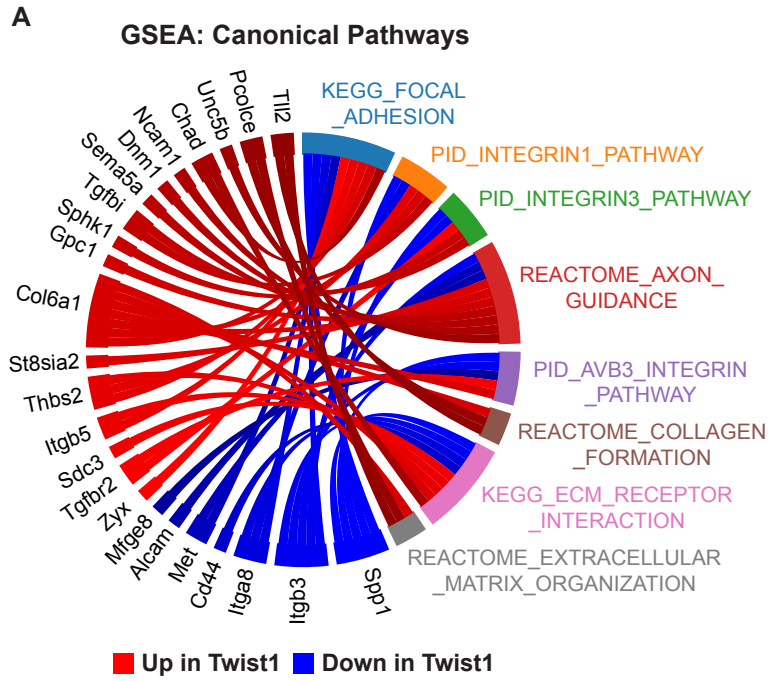 A
GSEA: Canonical Pathways
KEGG_FOCAL
_ADHESION
PID_INTEGRIN1_PATHWAY
PID_INTEGRIN3_PATHWAY
REACTOME_AXON_
GUIDANCE
PID_AVB3_INTEGRIN
_PATHWAY
REACTOME_COLLAGEN
_FORMATION
KEGG_ECM_RECEPTOR
_INTERACTION
REACTOME_EXTRACELLULAR
_MATRIX_ORGANIZATION
Spp1
Itgb3
Itga8
Cd44
Met
Alcam
Mfge8
Zyx
Tgfbr2
Sdc3
Itgb5
Thbs2
St8sia2
Col6a1
Gpc1
Sphk1
Tgfbi
Sema5a
Dnm1
Ncam1
Chad
Unc5b
Pcolce
Tll2
Up in Twist1
Down in Twist1